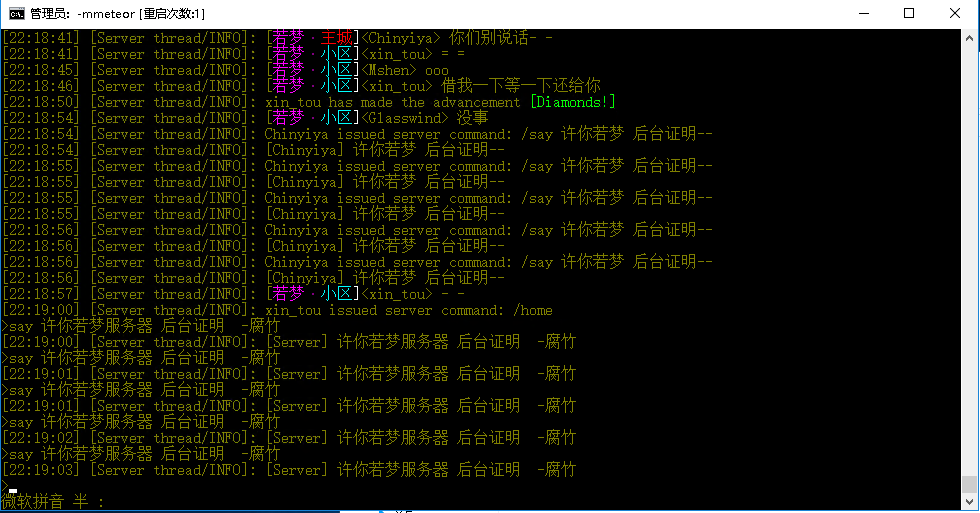 管理员: -mmeteor [重启次数:1]
[22:18:41] [Server thread/INFO]: [若梦·主城]<Chinyiya> 你们别说话- -
[22:18:41] [Server thread/INFO]: [若梦·小区]<xin_tou> = =
[22:18:45] [Server thread/INFO]: [若梦·小区]<Mshen> ooo
[22:18:46] [Server thread/INFO]: [若梦·小区]<xin_tou> 借我一下等一下还给你
[22:18:50] [Server thread/INFO]: xin_tou has made the advancement [Diamonds!]
[22:18:54] [Server thread/INFO]: [若梦·小区]<Glasswind> 没事
[22:18:54] [Server thread/INFO]: Chinyiya issued server command: /say 许你若梦 后台证明--
[22:18:54] [Server thread/INFO]: [Chinyiya] 许你若梦 后台证明--
[22:18:55] [Server thread/INFO]: Chinyiya issued server command: /say 许你若梦 后台证明--
[22:18:55] [Server thread/INFO]: [Chinyiya] 许你若梦 后台证明--
[22:18:55] [Server thread/INFO]: Chinyiya issued server command: /say 许你若梦 后台证明--
[22:18:55] [Server thread/INFO]: [Chinyiya] 许你若梦 后台证明--
[22:18:56] [Server thread/INFO]: Chinyiya issued server command: /say 许你若梦 后台证明--
[22:18:56] [Server thread/INFO]: [Chinyiya] 许你若梦 后台证明--
[22:18:56] [Server thread/INFO]: Chinyiya issued server command: /say 许你若梦 后台证明--
[22:18:56] [Server thread/INFO]: [Chinyiya] 许你若梦 后台证明--
[22:18:57] [Server thread/INFO]: [若梦·小区]<xin_tou> - -
[22:19:00] [Server thread/INFO]: xin_tou issued server command: /home
>say 许你若梦服务器 后台证明  -腐竹
[22:19:00] [Server thread/INFO]: [Server] 许你若梦服务器 后台证明  -腐竹
>say 许你若梦服务器 后台证明  -腐竹
[22:19:01] [Server thread/INFO]: [Server] 许你若梦服务器 后台证明  -腐竹
>say 许你若梦服务器 后台证明  -腐竹
[22:19:01] [Server thread/INFO]: [Server] 许你若梦服务器 后台证明  -腐竹
>say 许你若梦服务器 后台证明  -腐竹
[22:19:02] [Server thread/INFO]: [Server] 许你若梦服务器 后台证明  -腐竹
>say 许你若梦服务器 后台证明  -腐竹
[22:19:03] [Server thread/INFO]: [Server] 许你若梦服务器 后台证明  -腐竹
>
微软拼音 半 :